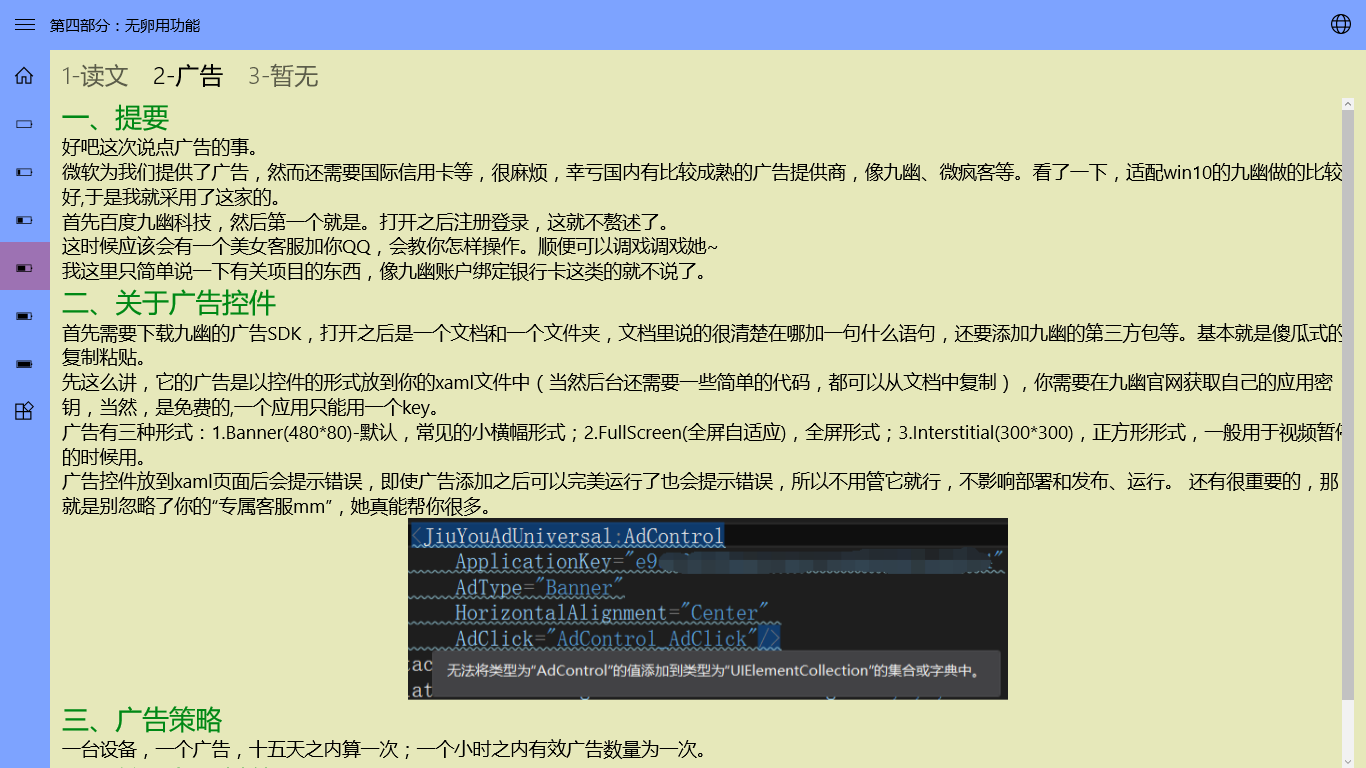 第四部分：无卵用功能
1-读文 2-广告 3-暂无
一、提要
好吧这次说点广告的事。
微软为我们提供了广告，然而还需要国际信用卡等，很麻烦，幸亏国内有比较成熟的广告提供商，像九幽、微疯客等。看了一下，适配win10的九幽做的比较
好,于是我就采用了这家的。
首先百度九幽科技，然后第一个就是。打开之后注册登录，这就不赘述了。
这时候应该会有一个美女客服加你QQ，会教你怎样操作。顺便可以调戏调戏她~
我这里只简单说一下有关项目的东西，像九幽账户绑定银行卡这类的就不说了。
二、关于广告控件
首先需要下载九幽的广告SDK，打开之后是一个文档和一个文件夹，文档里说的很清楚在哪加一句什么语句，还要添加九幽的第三方包等。基本就是傻瓜式的
复制粘贴。
先这么讲，它的广告是以控件的形式放到你的xaml文件中（当然后台还需要一些简单的代码，都可以从文档中复制），你需要在九幽官网获取自己的应用密
钥，当然，是免费的,一个应用只能用一个key。
广告有三种形式：1.Banner(480*80)-默认，常见的小横幅形式；2.FullScreen(全屏自适应)，全屏形式；3.Interstitial(300*300)，正方形形式，一般用于视频暂停
的时候用。
广告控件放到xaml页面后会提示错误，即使广告添加之后可以完美运行了也会提示错误，所以不用管它就行，不影响部署和发布、运行。 还有很重要的，那
就是别忽略了你的“专属客服mm”，她真能帮你很多。
<JiuYouAdUniversal:AdControl
ApplicationKey="e9
AdType="Banner"
HorizontalAlignment="Center"
AdClick="AdControl_AdClick"/>
tac
无法将类型为“AdControl”的值添加到类型为“UIElementCollection”的集合或字典中。
at
三、广告策略
一台设备，一个广告，十五天之内算一次；一个小时之内有效广告数量为一次。